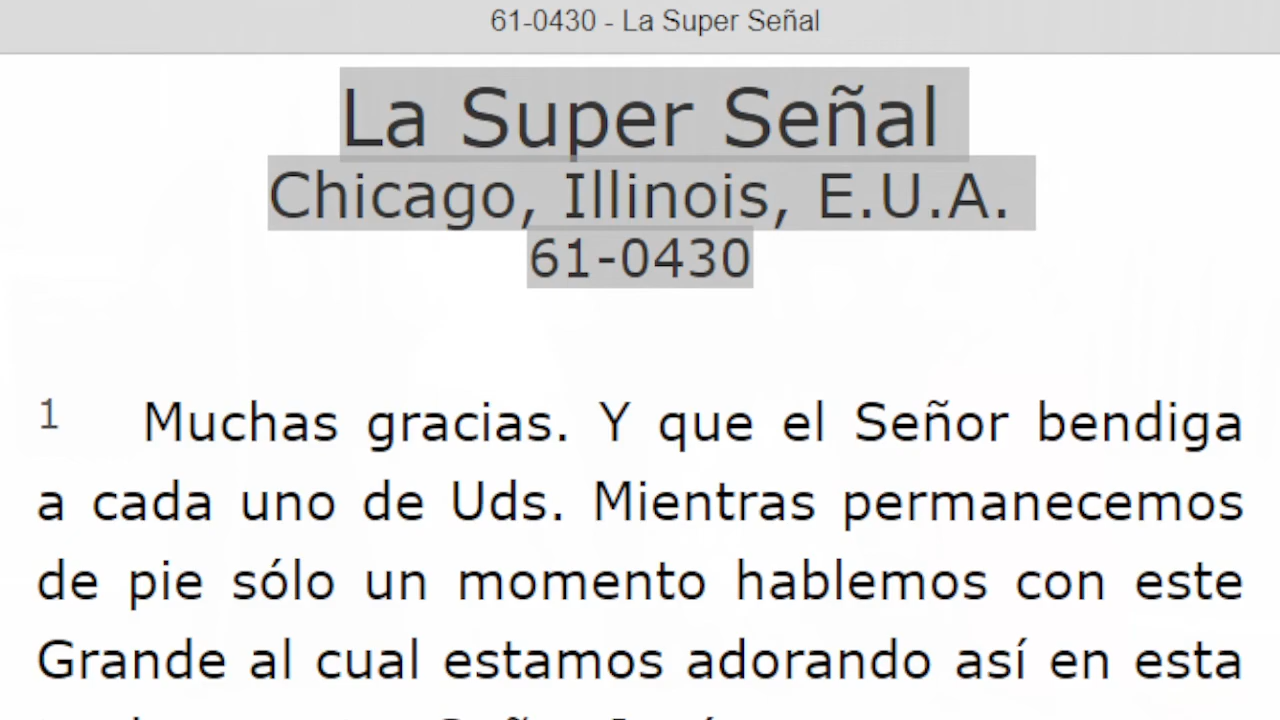 61-0430 - La Super Señal
La Super Señal
Chicago, Illinois, E.U.A.
61-0430
1 Muchas gracias. Y que el Señor bendiga
a cada uno de Uds. Mientras permanecemos
de pie sólo un momento hablemos con este
Grande al cual estamos adorando así en esta